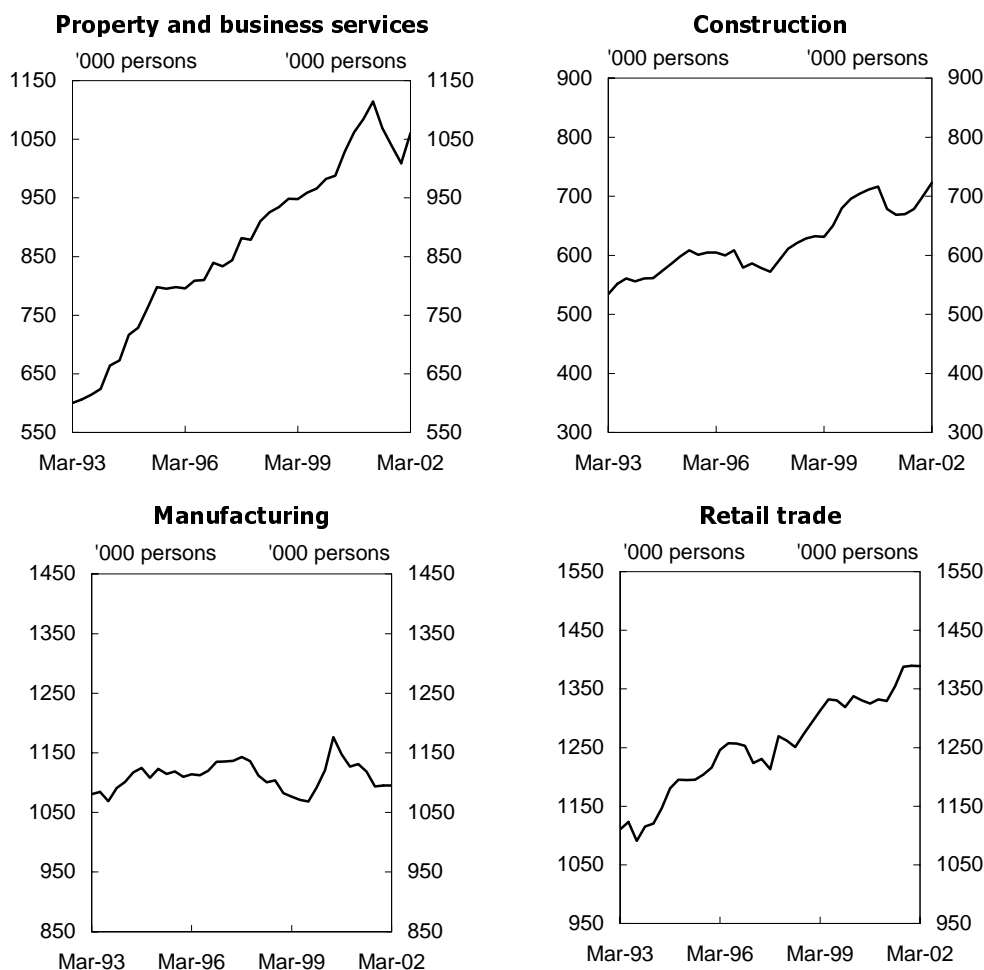 Property and business services
'000 persons '000 persons
1150 1150
1050 1050
950 950
850 850
750 750
650 650
550 550
Mar-93 Mar-96 Mar-99 Mar-02
Construction
'000 persons '000 persons
900 900
800 800
700 700
600 600
500 500
400 400
300 300
Mar-93 Mar-96 Mar-99 Mar-02
Manufacturing
'000 persons '000 persons
1450 1450
1350 1350
1250 1250
1150 1150
1050 1050
950 950
850 850
Mar-93 Mar-96 Mar-99 Mar-02
Retail trade
'000 persons '000 persons
1550 1550
1450 1450
1350 1350
1250 1250
1150 1150
1050 1050
950 950
Mar-93 Mar-96 Mar-99 Mar-02